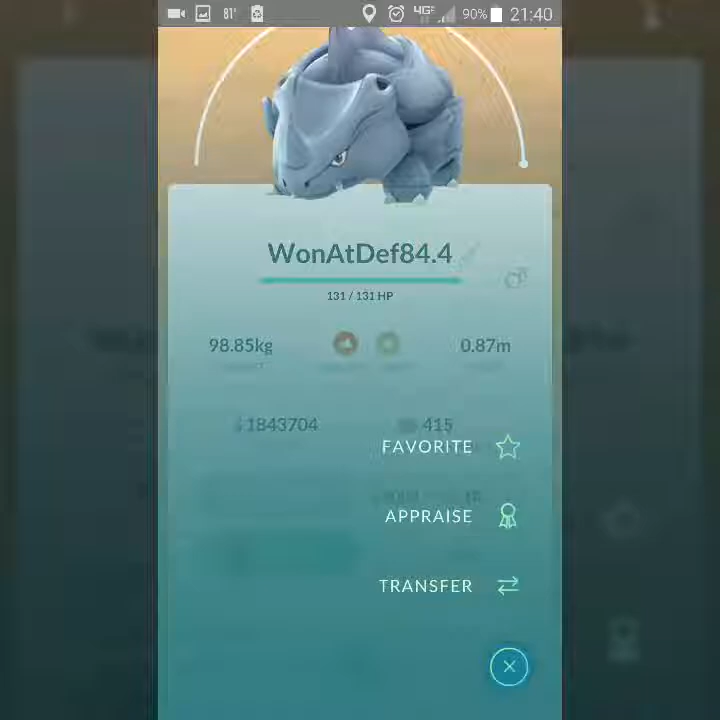 81° 4G 90% 21:40
WonAtDef84.4
131 / 131 HP
98.85kg 0.87m
1843704 415
FAVORITE
APPRAISE
TRANSFER